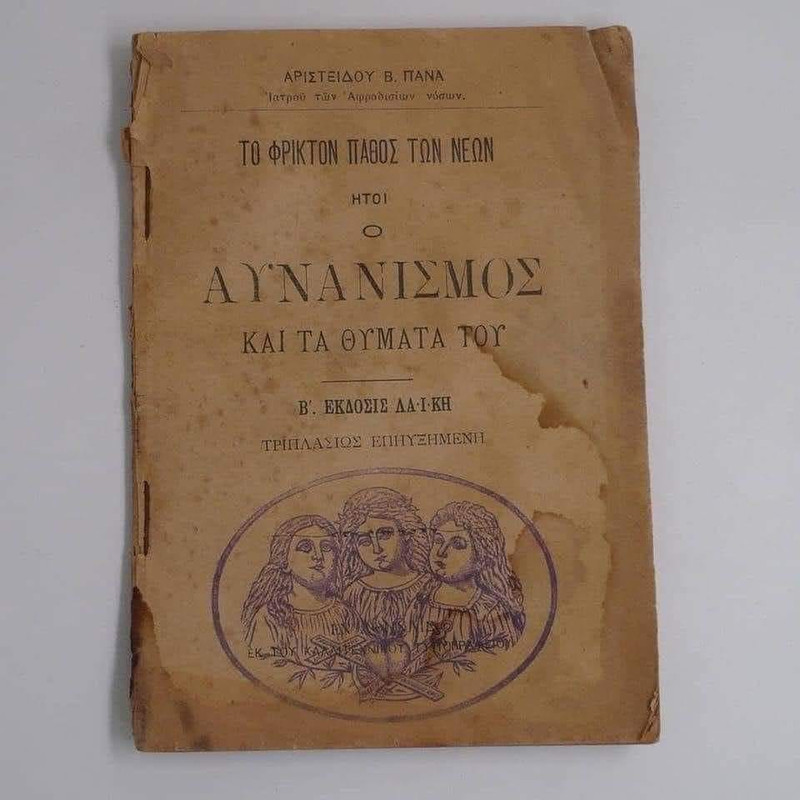 ΑΡΙΣΤΕΙΔΟΥ Β. ΠΑΝΑ
Ἰατροῦ τῶν Ἀφροδισίων νόσων.
ΤΟ ΦΡΙΚΤΟΝ ΠΑΘΟΣ ΤΩΝ ΝΕΩΝ
ΗΤΟΙ
Ο
ΑΥΝΑΝΙΣΜΟΣ
ΚΑΙ ΤΑ ΘΥΜΑΤΑ ΤΟΥ
Β΄. ΕΚΔΟΣΙΣ ΛΑ·Ι·ΚΗ
ΤΡΙΠΛΑΣΙΩΣ ΕΠΗΥΞΗΜΕΝΗ
ΕΚ ΤΟΥ